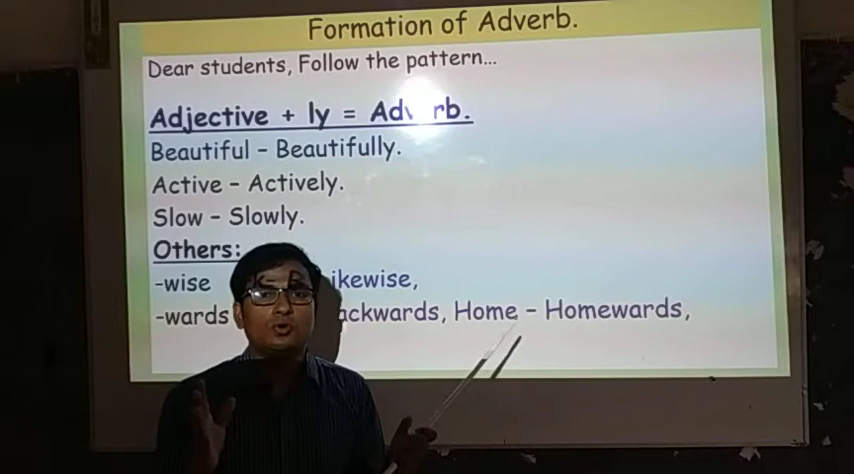 Formation of Adverb.
Dear students, Follow the pattern...
Adjective + ly =
Beautiful - Beautifully.
Active - Actively.
Slow - Slowly.
Others:
-wise
-wards Home - Homewards,